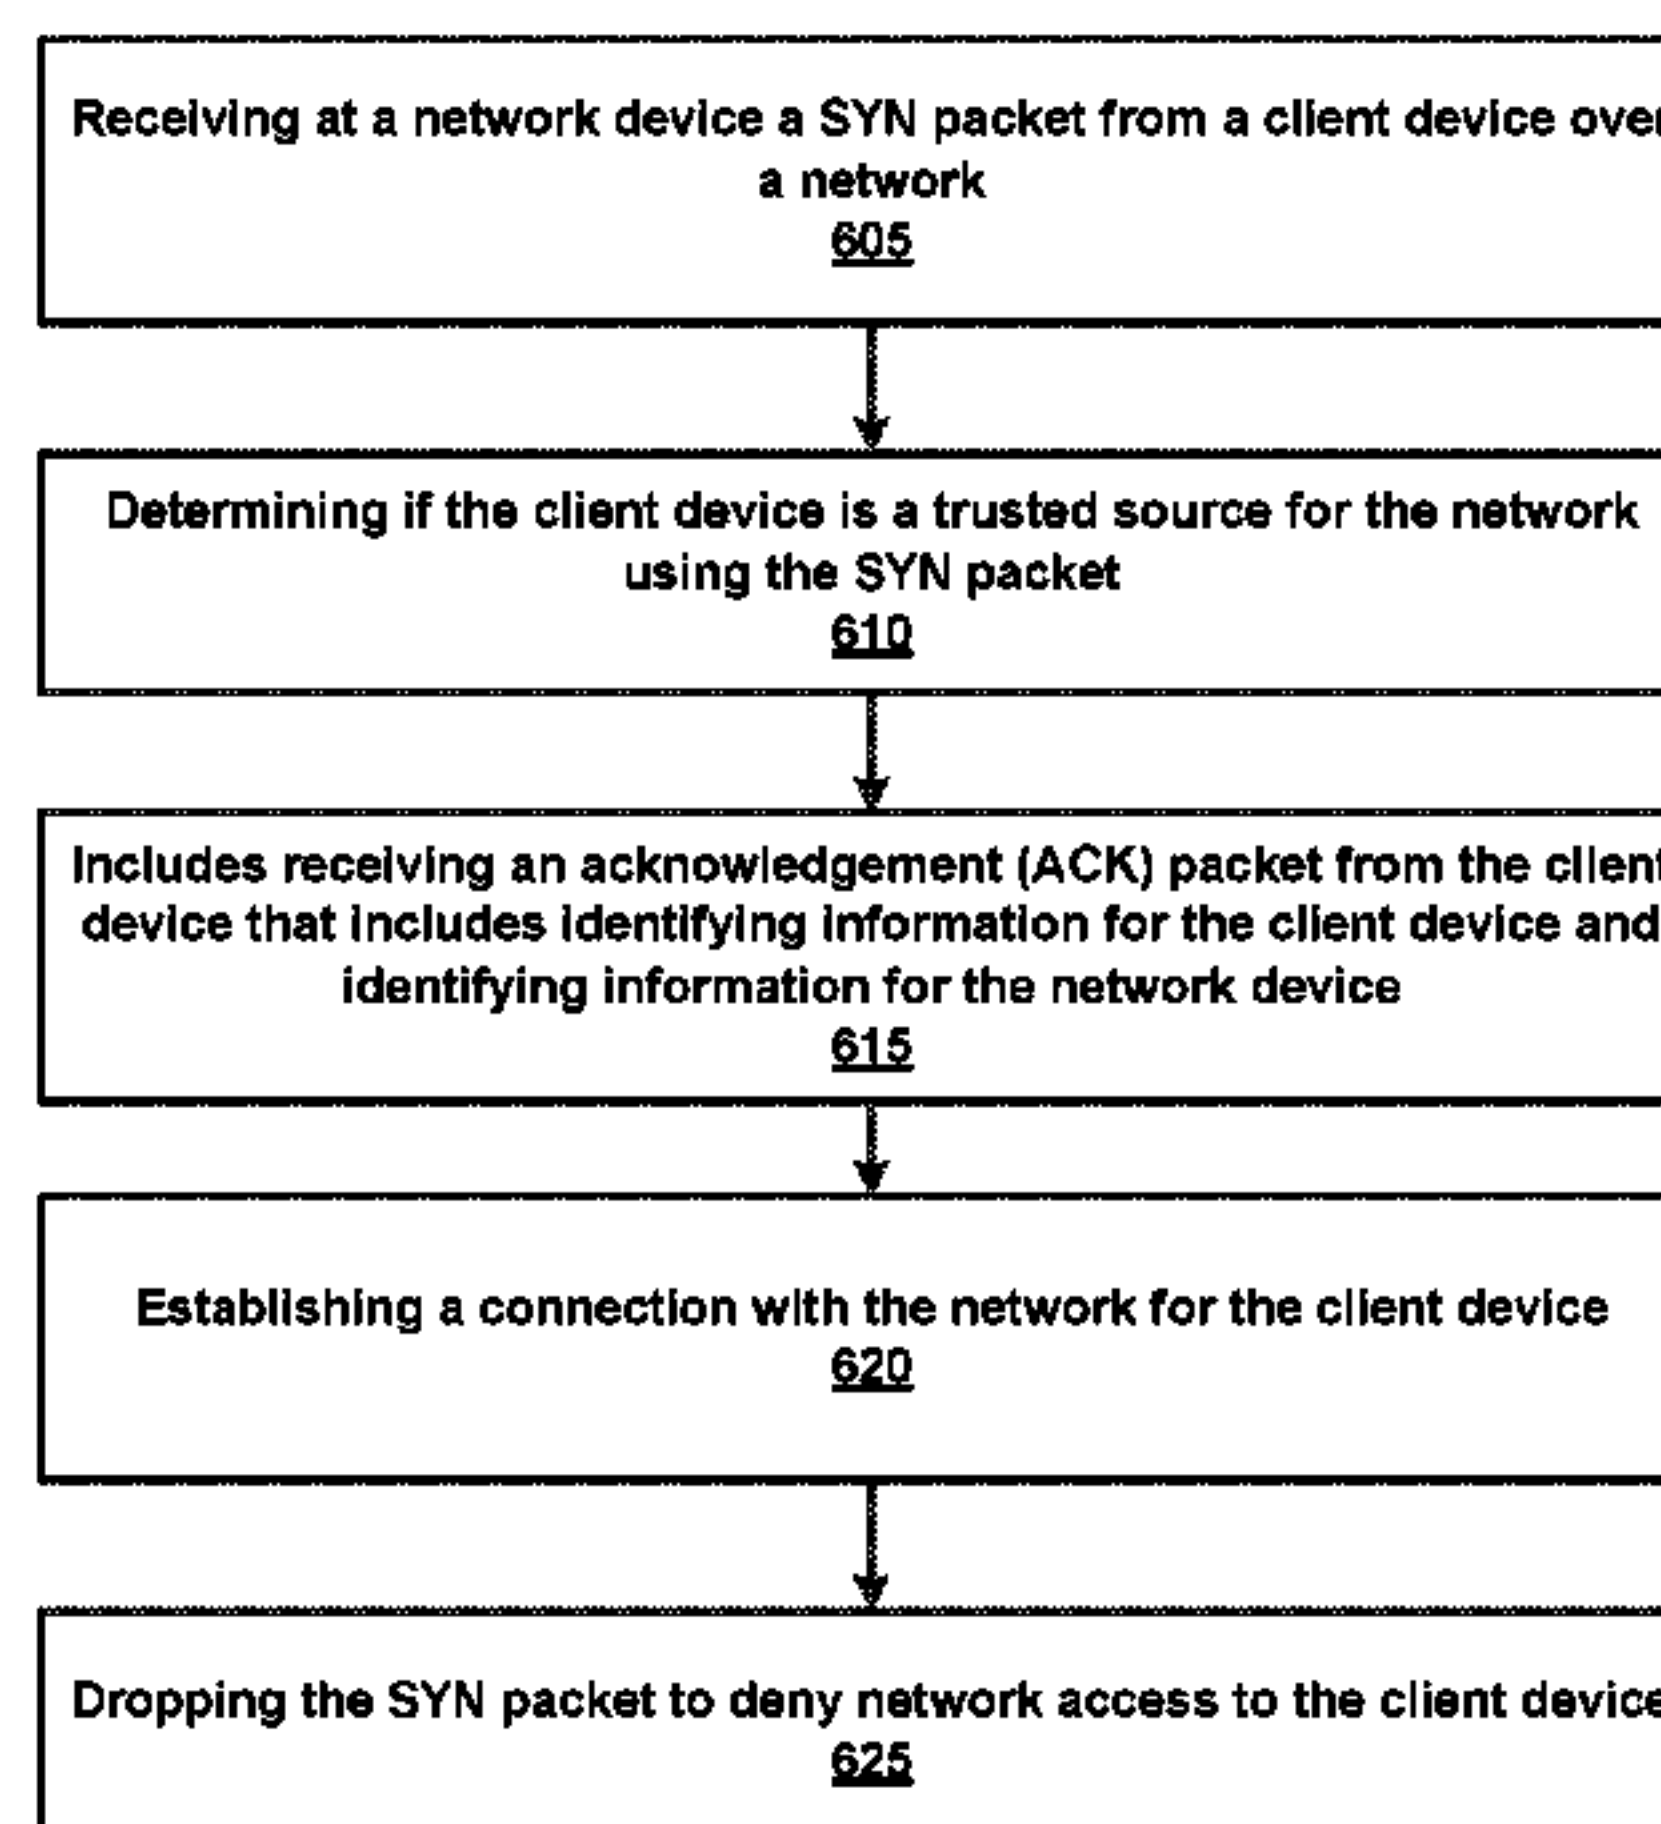 Receiving at a network device a SYN packet from a client device over
a network
605
Determining if the client device is a trusted source for the network
using the SYN packet
610
Includes receiving an acknowledgement (ACK) packet from the client
device that includes identifying information for the client device and
identifying information for the network device
615
Establishing a connection with the network for the client device
620
Dropping the SYN packet to deny network access to the client device
625